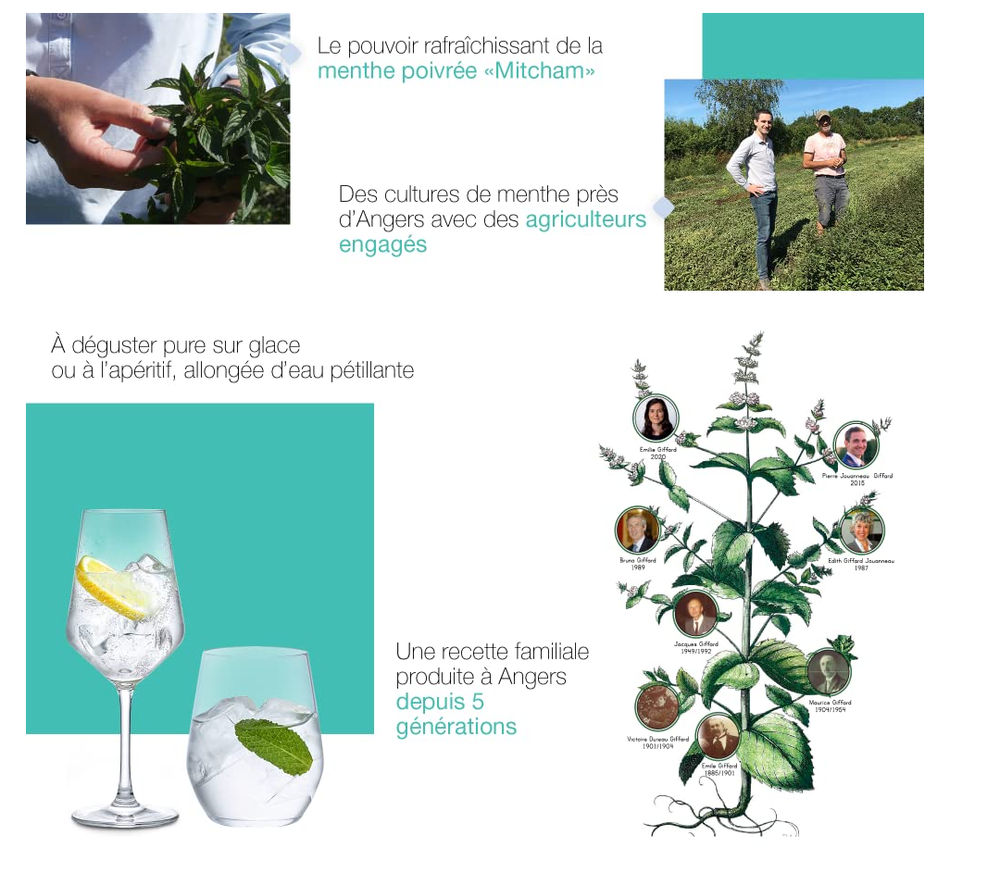 Le pouvoir rafraîchissant de la
menthe poivrée «Mitcham»
Des cultures de menthe près
d'Angers avec des agriculteurs
engagés
À déguster pure sur glace
ou à l'apéritif, allongée d'eau pétillante
Une recette familiale
produite à Angers
depuis 5
générations
Emilie Giffard
2020
Pierre Jouanneau Giffard
2015
Bruno Giffard
1989
Edith Giffard Jouanneau
1987
Jacques Giffard
1949/1992
Maurice Giffard
1904/1954
Victoire Dureau Giffard
1901/1904
Emile Giffard
1885/1901